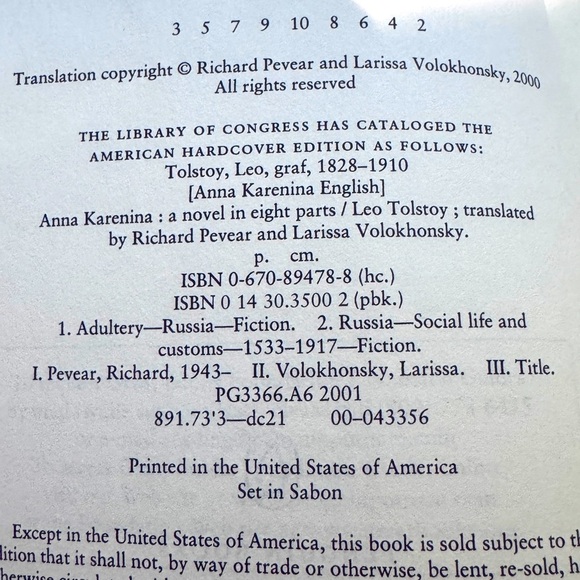 3 5 7 9 10 8 6 4 2
Translation copyright © Richard Pevear and Larissa Volokhonsky, 2000
All rights reserved
THE LIBRARY OF CONGRESS HAS CATALOGED THE
AMERICAN HARDCOVER EDITION AS FOLLOWS:
Tolstoy, Leo, graf, 1828–1910
[Anna Karenina English]
Anna Karenina : a novel in eight parts / Leo Tolstoy ; translated
by Richard Pevear and Larissa Volokhonsky.
p. cm.
ISBN 0-670-89478-8 (hc.)
ISBN 0 14 30.3500 2 (pbk.)
1. Adultery—Russia—Fiction. 2. Russia—Social life and
customs—1533–1917—Fiction.
I. Pevear, Richard, 1943– II. Volokhonsky, Larissa. III. Title.
PG3366.A6 2001
891.73'3—dc21 00–043356
Printed in the United States of America
Set in Sabon
Except in the United States of America, this book is sold subject to
that it shall not, by way of trade or otherwise, be lent, re-sold,